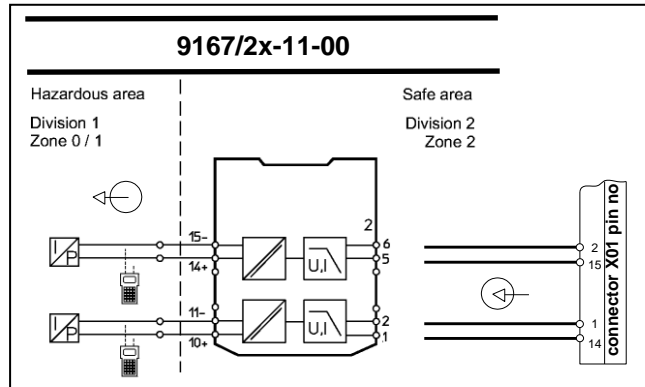 9167/2x-11-00
Hazardous area
Safe area
Division 1
Zone 0 / 1
Division 2
Zone 2
2
I
P
15-
14+
U,I
6
5
2
15
I
P
11-
10+
U,I
2
1
1
14
connector X01 pin no